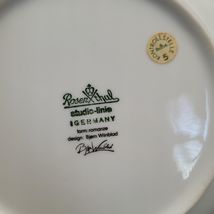 Rosenthal
studio-linie
GERMANY
form romanze
design Bjørn Wiinblad